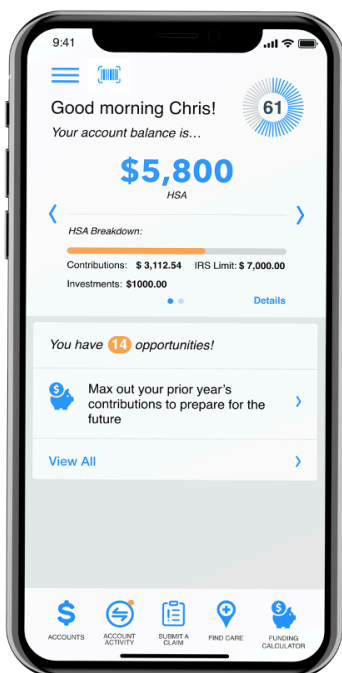 9:41
Good morning Chris!
61
Your account balance is...
$5,800
HSA
HSA Breakdown:
Contributions: $ 3,112.54 IRS Limit: $ 7,000.00
Investments: $1000.00
Details
You have 14 opportunities!
Max out your prior year's
contributions to prepare for the
future
View All
ACCOUNTS
ACCOUNT
ACTIVITY
SUBMIT A
CLAIM
FIND CARE
FUNDING
CALCULATOR